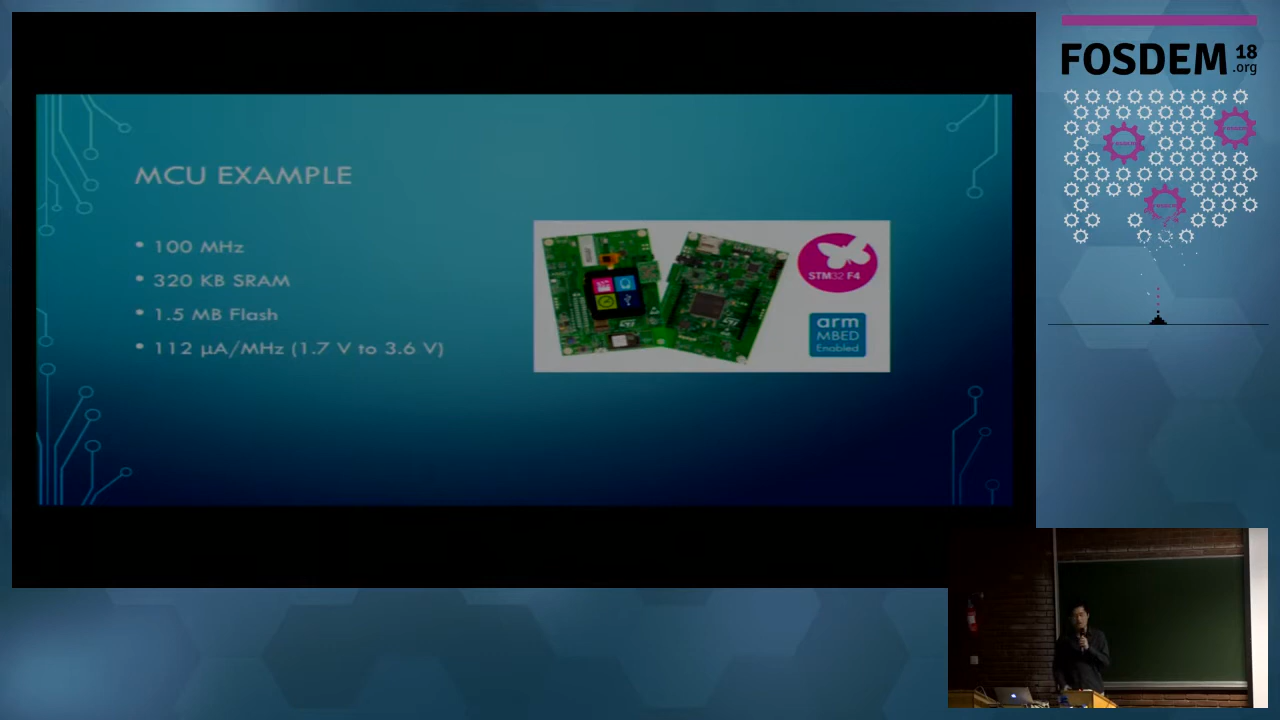 MCU EXAMPLE
• 100 MHz
• 320 KB SRAM
• 1.5 MB Flash
• 112 µA/MHz (1.7 V to 3.6 V)
STM32 F4
arm
MBED
Enabled
FOSDEM 18
.org